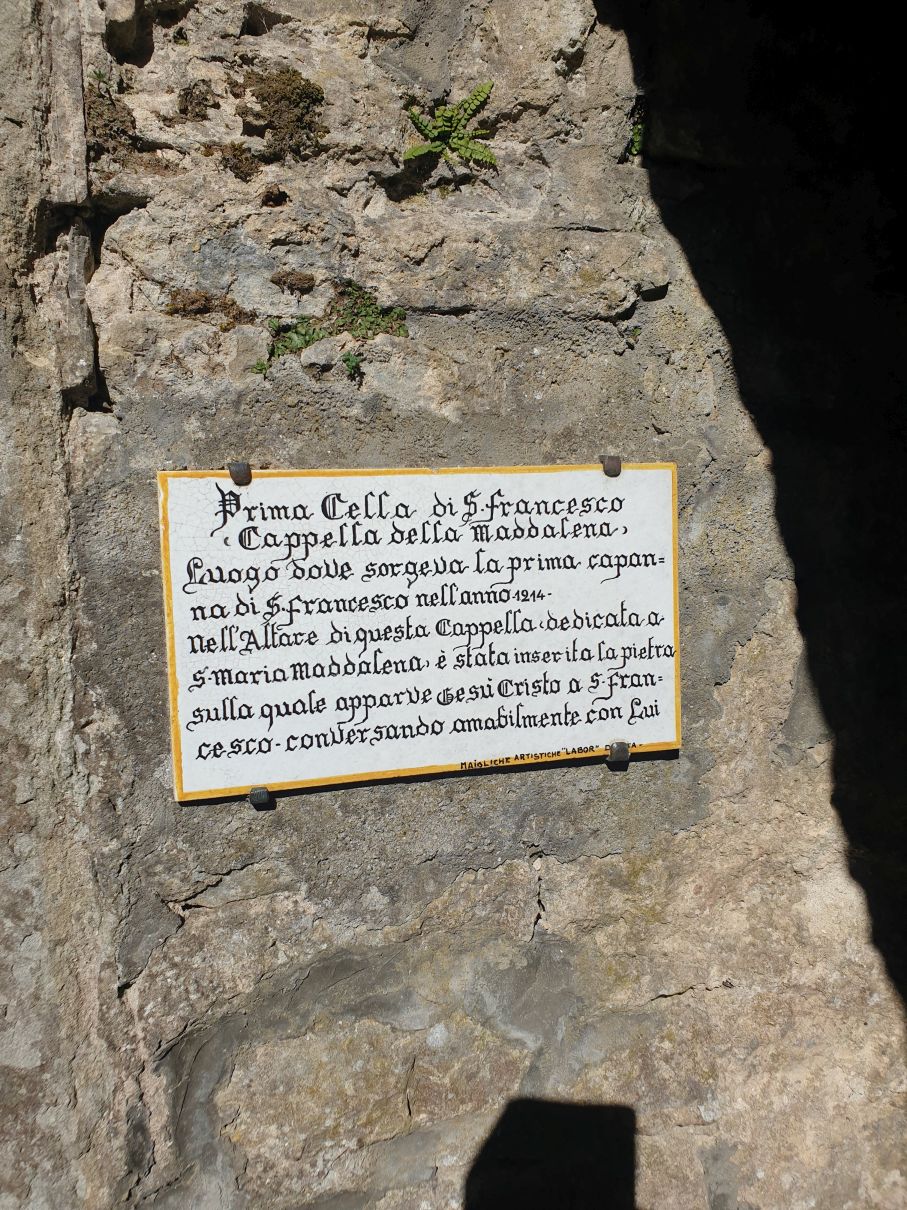 Prima Cella di S. Francesco
(Cappella della Maddalena)
Luogo dove sorgeva la prima capan=
na di S. Francesco nell'anno 1214.
Nell'Altare di questa Cappella (dedicata a
S. Maria Maddalena) è stata inserita la pietra
sulla quale apparve Gesù Cristo a S. Fran=
cesco. conversando amabilmente con Lui
MAIOLICHE ARTISTICHE "LABOR"